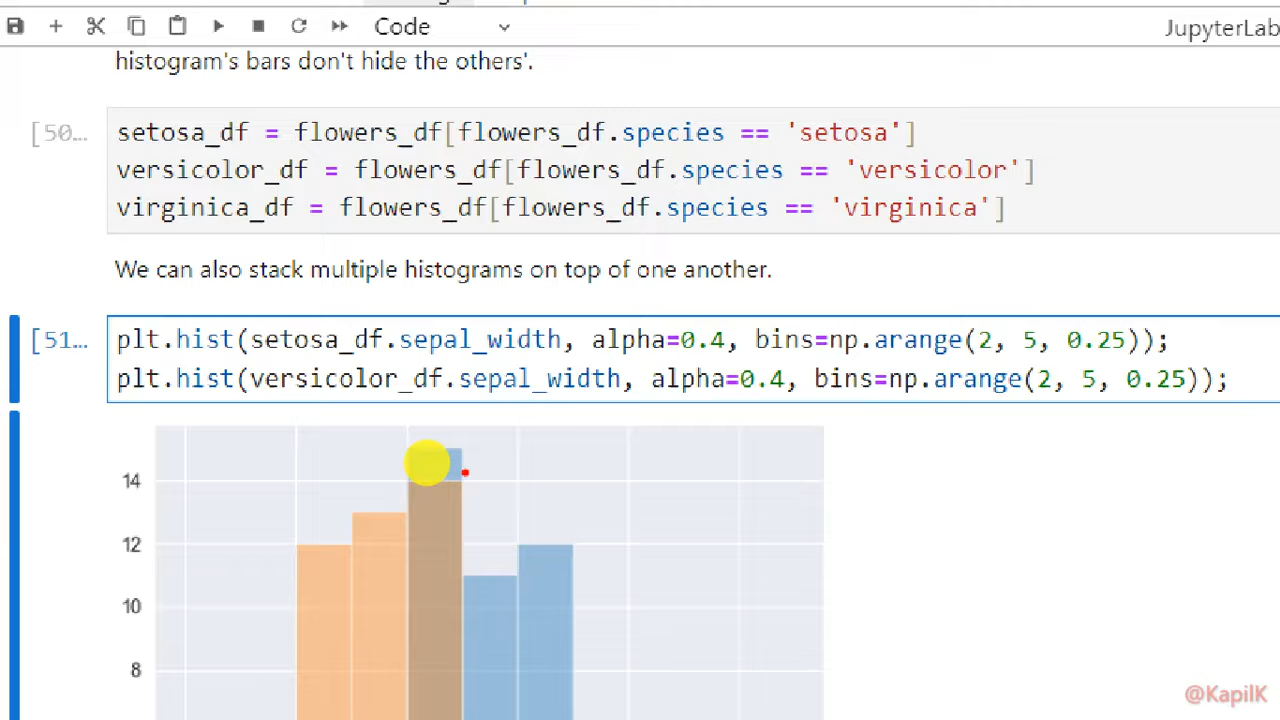 Code
JupyterLab
histogram's bars don't hide the others'.
[50…
setosa_df = flowers_df[flowers_df.species == 'setosa']
versicolor_df = flowers_df[flowers_df.species == 'versicolor']
virginica_df = flowers_df[flowers_df.species == 'virginica']
We can also stack multiple histograms on top of one another.
[51…
plt.hist(setosa_df.sepal_width, alpha=0.4, bins=np.arange(2, 5, 0.25));
plt.hist(versicolor_df.sepal_width, alpha=0.4, bins=np.arange(2, 5, 0.25));
14
12
10
8
@KapilK